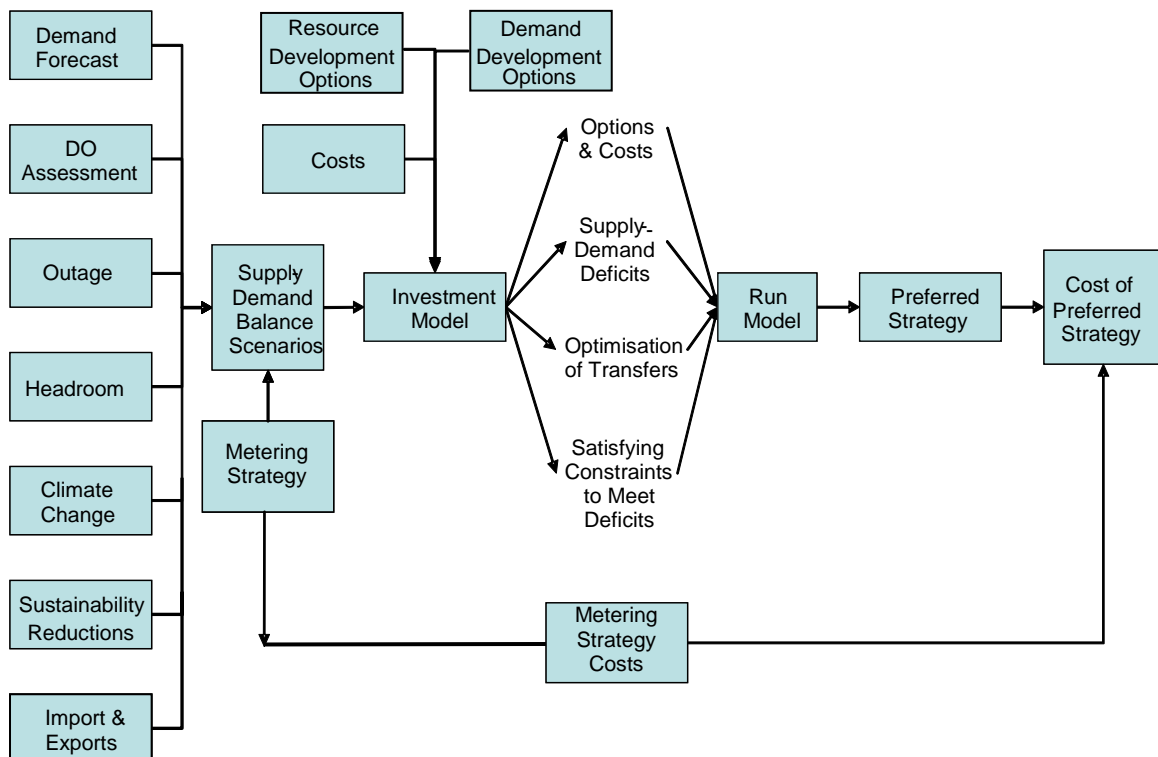 Demand
Forecast
DO
Assessment
Outage
Headroom
Climate
Change
Sustainability
Reductions
Import &
Exports
Resource
Development
Options
Demand
Development
Options
Costs
Supply-
Demand
Balance
Scenarios
Metering
Strategy
Investment
Model
Options
& Costs
Supply-
Demand
Deficits
Optimisation
of Transfers
Satisfying
Constraints
to Meet
Deficits
Run
Model
Preferred
Strategy
Cost of
Preferred
Strategy
Metering
Strategy
Costs